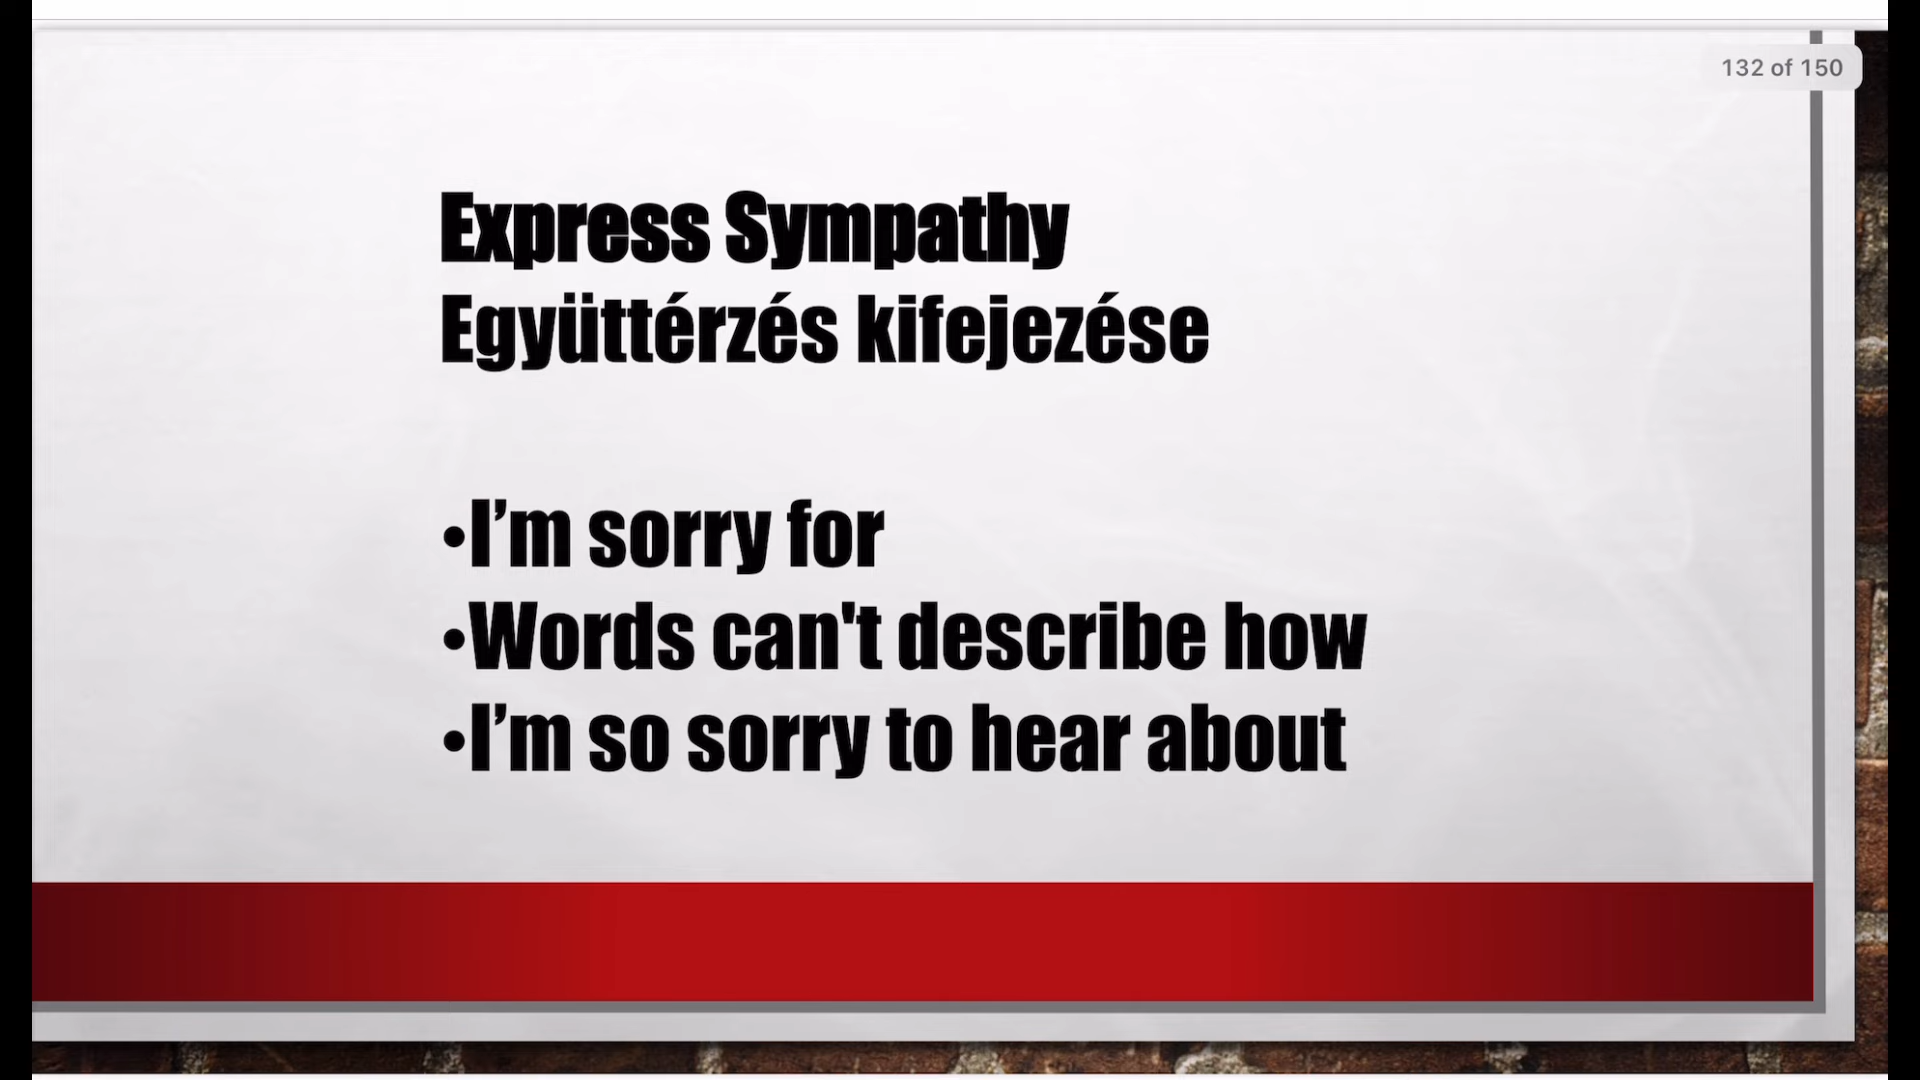 132 of 150
Express Sympathy
Együttérzés kifejezése
•I’m sorry for
•Words can't describe how
•I’m so sorry to hear about